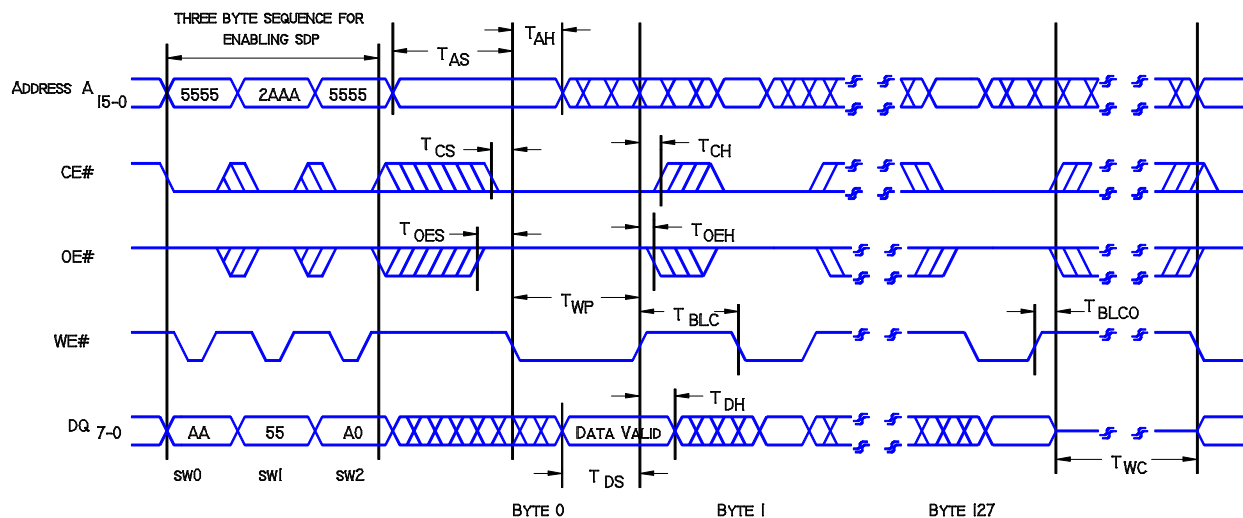 THREE BYTE SEQUENCE FOR
ENABLING SDP
TAS
TAH
ADDRESS A 15-0
5555
2AAA
5555
TCS
TCH
CE#
TOES
TOEH
OE#
TWP
TBLC
TBLCO
WE#
TDH
DQ 7-0
AA
55
A0
DATA VALID
TWC
SW0
SW1
SW2
TDS
BYTE 0
BYTE 1
BYTE 127